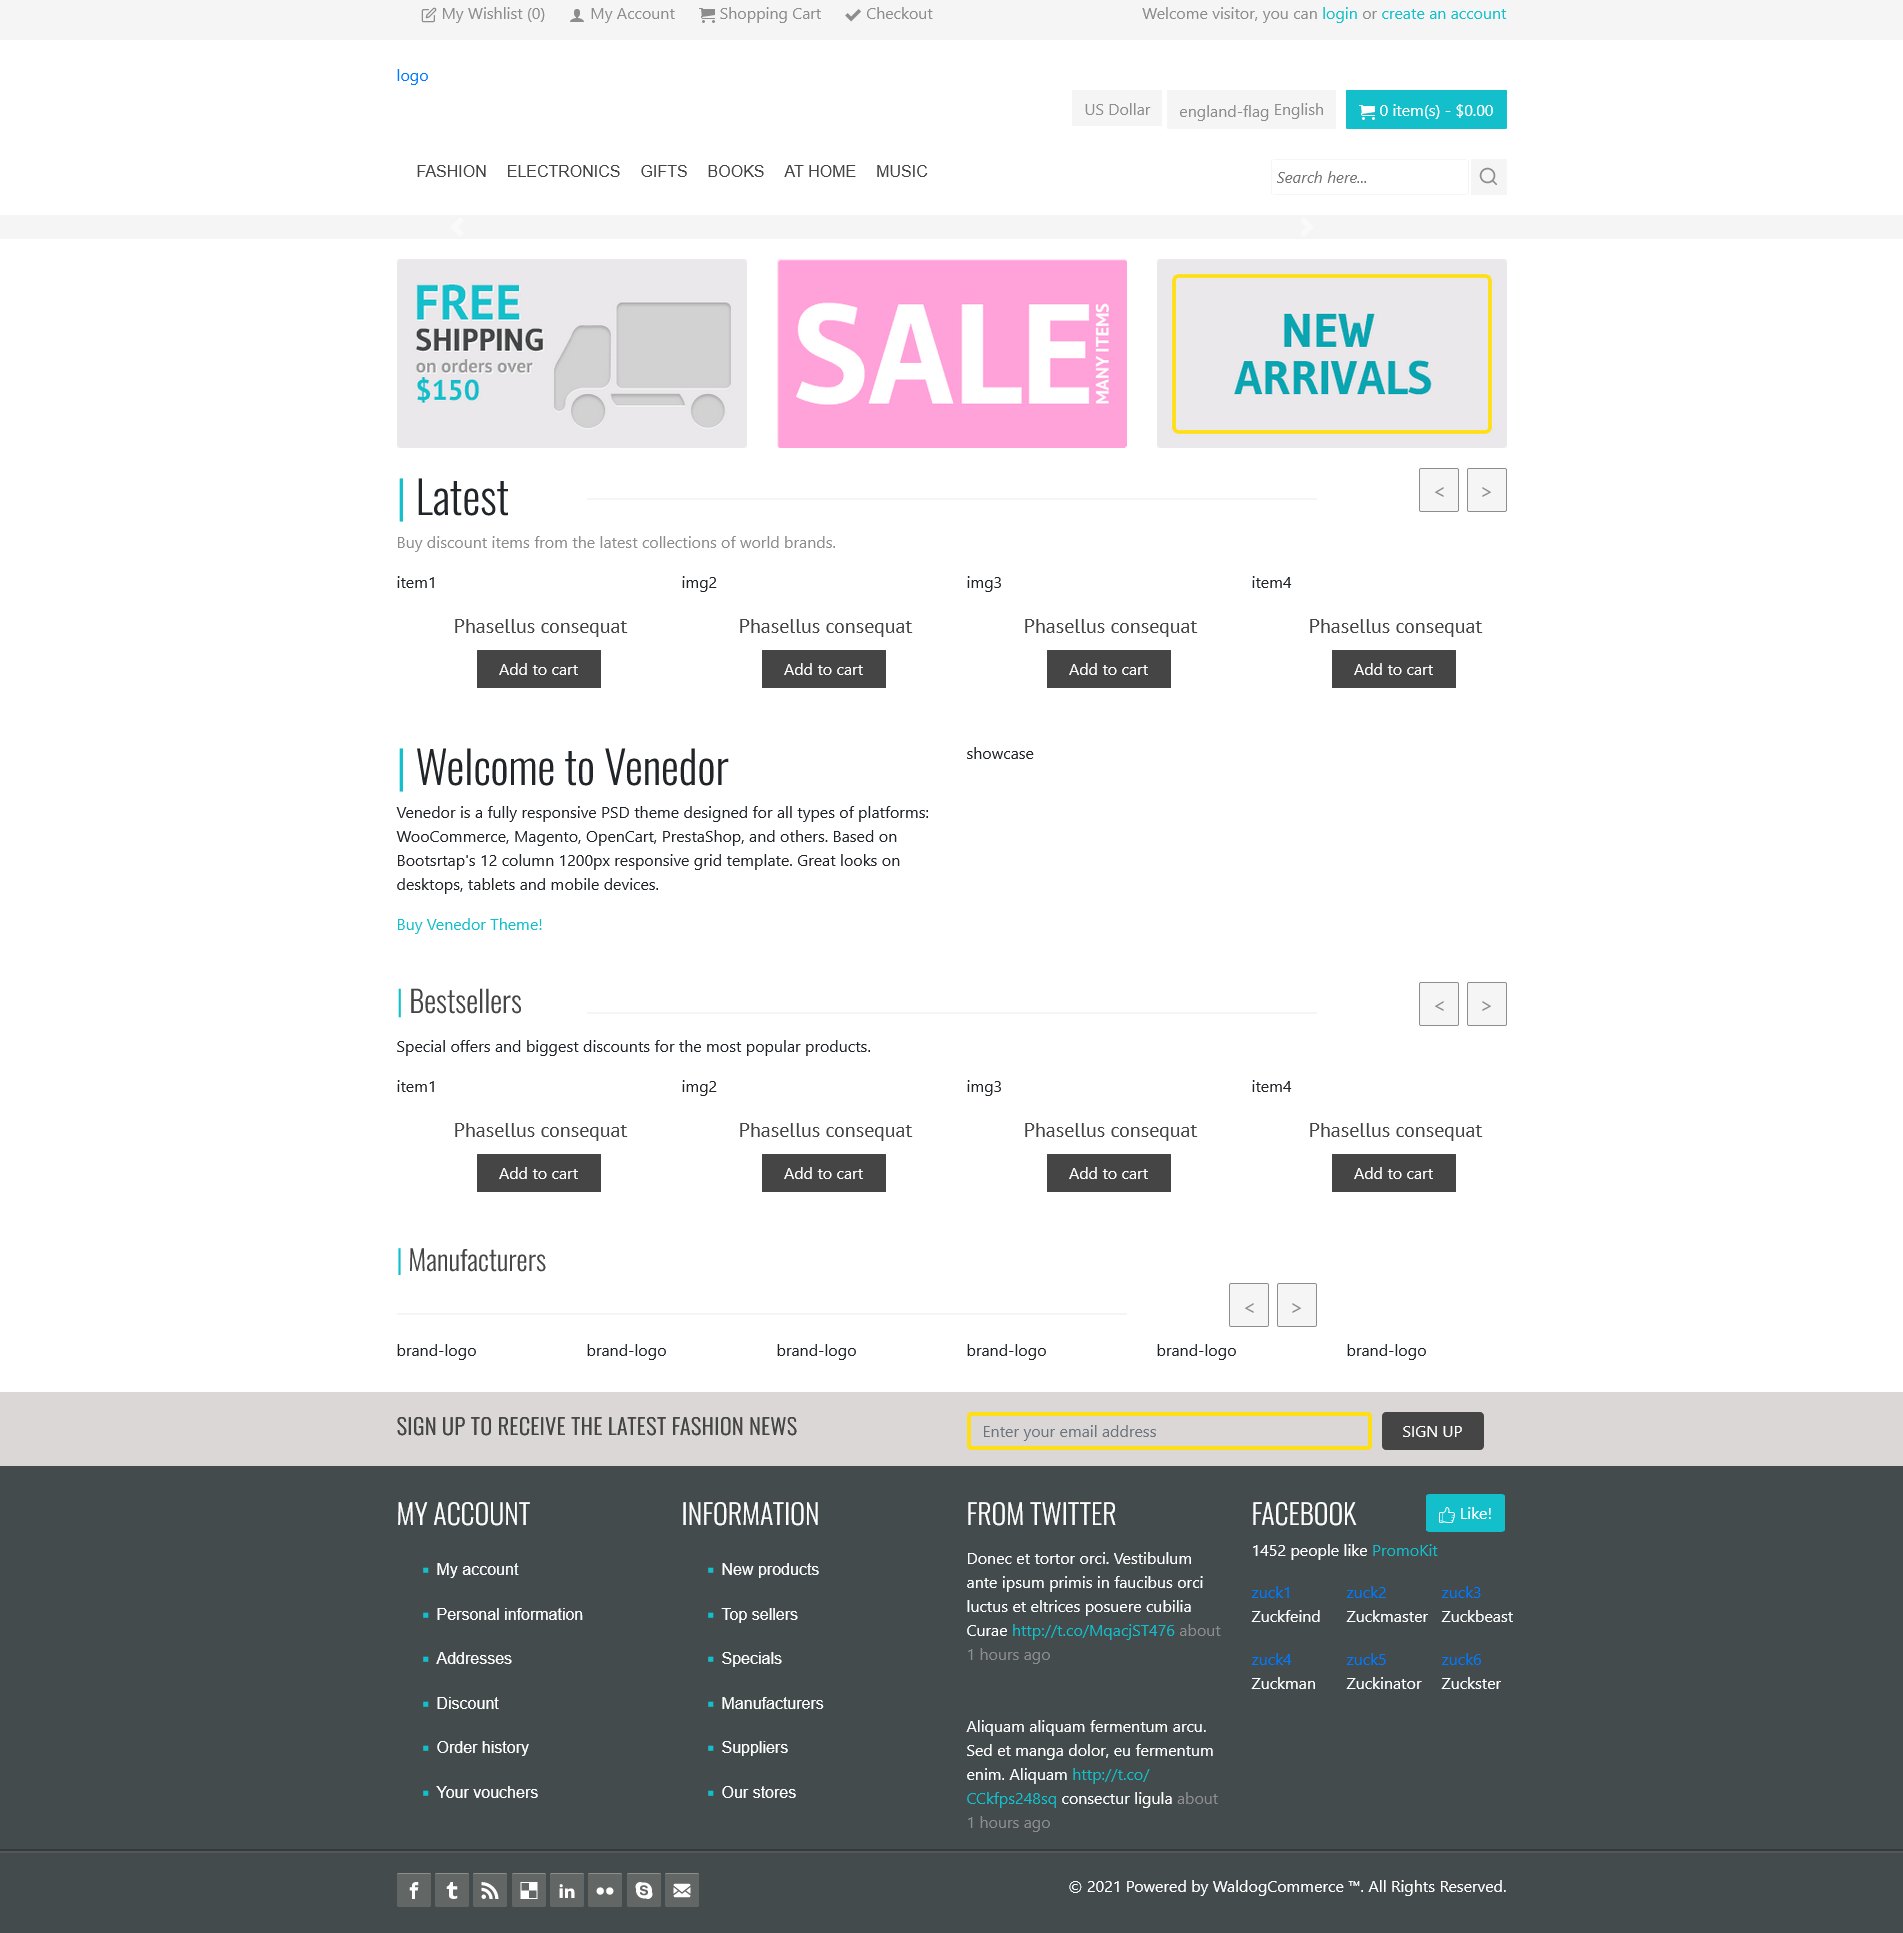 My Wishlist (0) My Account Shopping Cart Checkout Welcome visitor, you can login or create an account
logo
US Dollar england-flag English 0 item(s) - $0.00
FASHION ELECTRONICS GIFTS BOOKS AT HOME MUSIC Search here...
FREE
SHIPPING
on orders over
$150
SALE
MANY ITEMS
NEW
ARRIVALS
Latest < >
Buy discount items from the latest collections of world brands.
item1 img2 img3 item4
Phasellus consequat Phasellus consequat Phasellus consequat Phasellus consequat
Add to cart Add to cart Add to cart Add to cart
Welcome to Venedor
Venedor is a fully responsive PSD theme designed for all types of platforms:
WooCommerce, Magento, OpenCart, PrestaShop, and others. Based on
Bootsrtap's 12 column 1200px responsive grid template. Great looks on
desktops, tablets and mobile devices.
Buy Venedor Theme!
showcase
Bestsellers < >
Special offers and biggest discounts for the most popular products.
item1 img2 img3 item4
Phasellus consequat Phasellus consequat Phasellus consequat Phasellus consequat
Add to cart Add to cart Add to cart Add to cart
Manufacturers
< >
brand-logo brand-logo brand-logo brand-logo brand-logo brand-logo
SIGN UP TO RECEIVE THE LATEST FASHION NEWS Enter your email address SIGN UP
MY ACCOUNT
My account
Personal information
Addresses
Discount
Order history
Your vouchers
INFORMATION
New products
Top sellers
Specials
Manufacturers
Suppliers
Our stores
FROM TWITTER
Donec et tortor orci. Vestibulum
ante ipsum primis in faucibus orci
luctus et eltrices posuere cubilia
Curae http://t.co/MqacjST476 about
1 hours ago
Aliquam aliquam fermentum arcu.
Sed et manga dolor, eu fermentum
enim. Aliquam http://t.co/
CCkfps248sq consectur ligula about
1 hours ago
FACEBOOK Like!
1452 people like PromoKit
zuck1 zuck2 zuck3
Zuckfeind Zuckmaster Zuckbeast
zuck4 zuck5 zuck6
Zuckman Zuckinator Zuckster
© 2021 Powered by WaldogCommerce ™. All Rights Reserved.